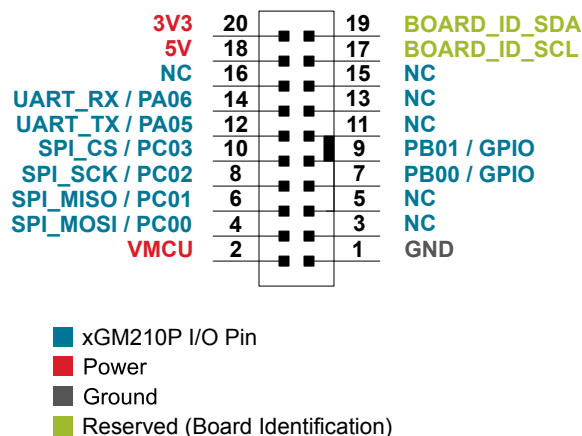 3V3 20 19 BOARD_ID_SDA
5V 18 17 BOARD_ID_SCL
NC 16 15 NC
UART_RX / PA06 14 13 NC
UART_TX / PA05 12 11 NC
SPI_CS / PC03 10 9 PB01 / GPIO
SPI_SCK / PC02 8 7 PB00 / GPIO
SPI_MISO / PC01 6 5 NC
SPI_MOSI / PC00 4 3 NC
VMCU 2 1 GND
xGM210P I/O Pin
Power
Ground
Reserved (Board Identification)